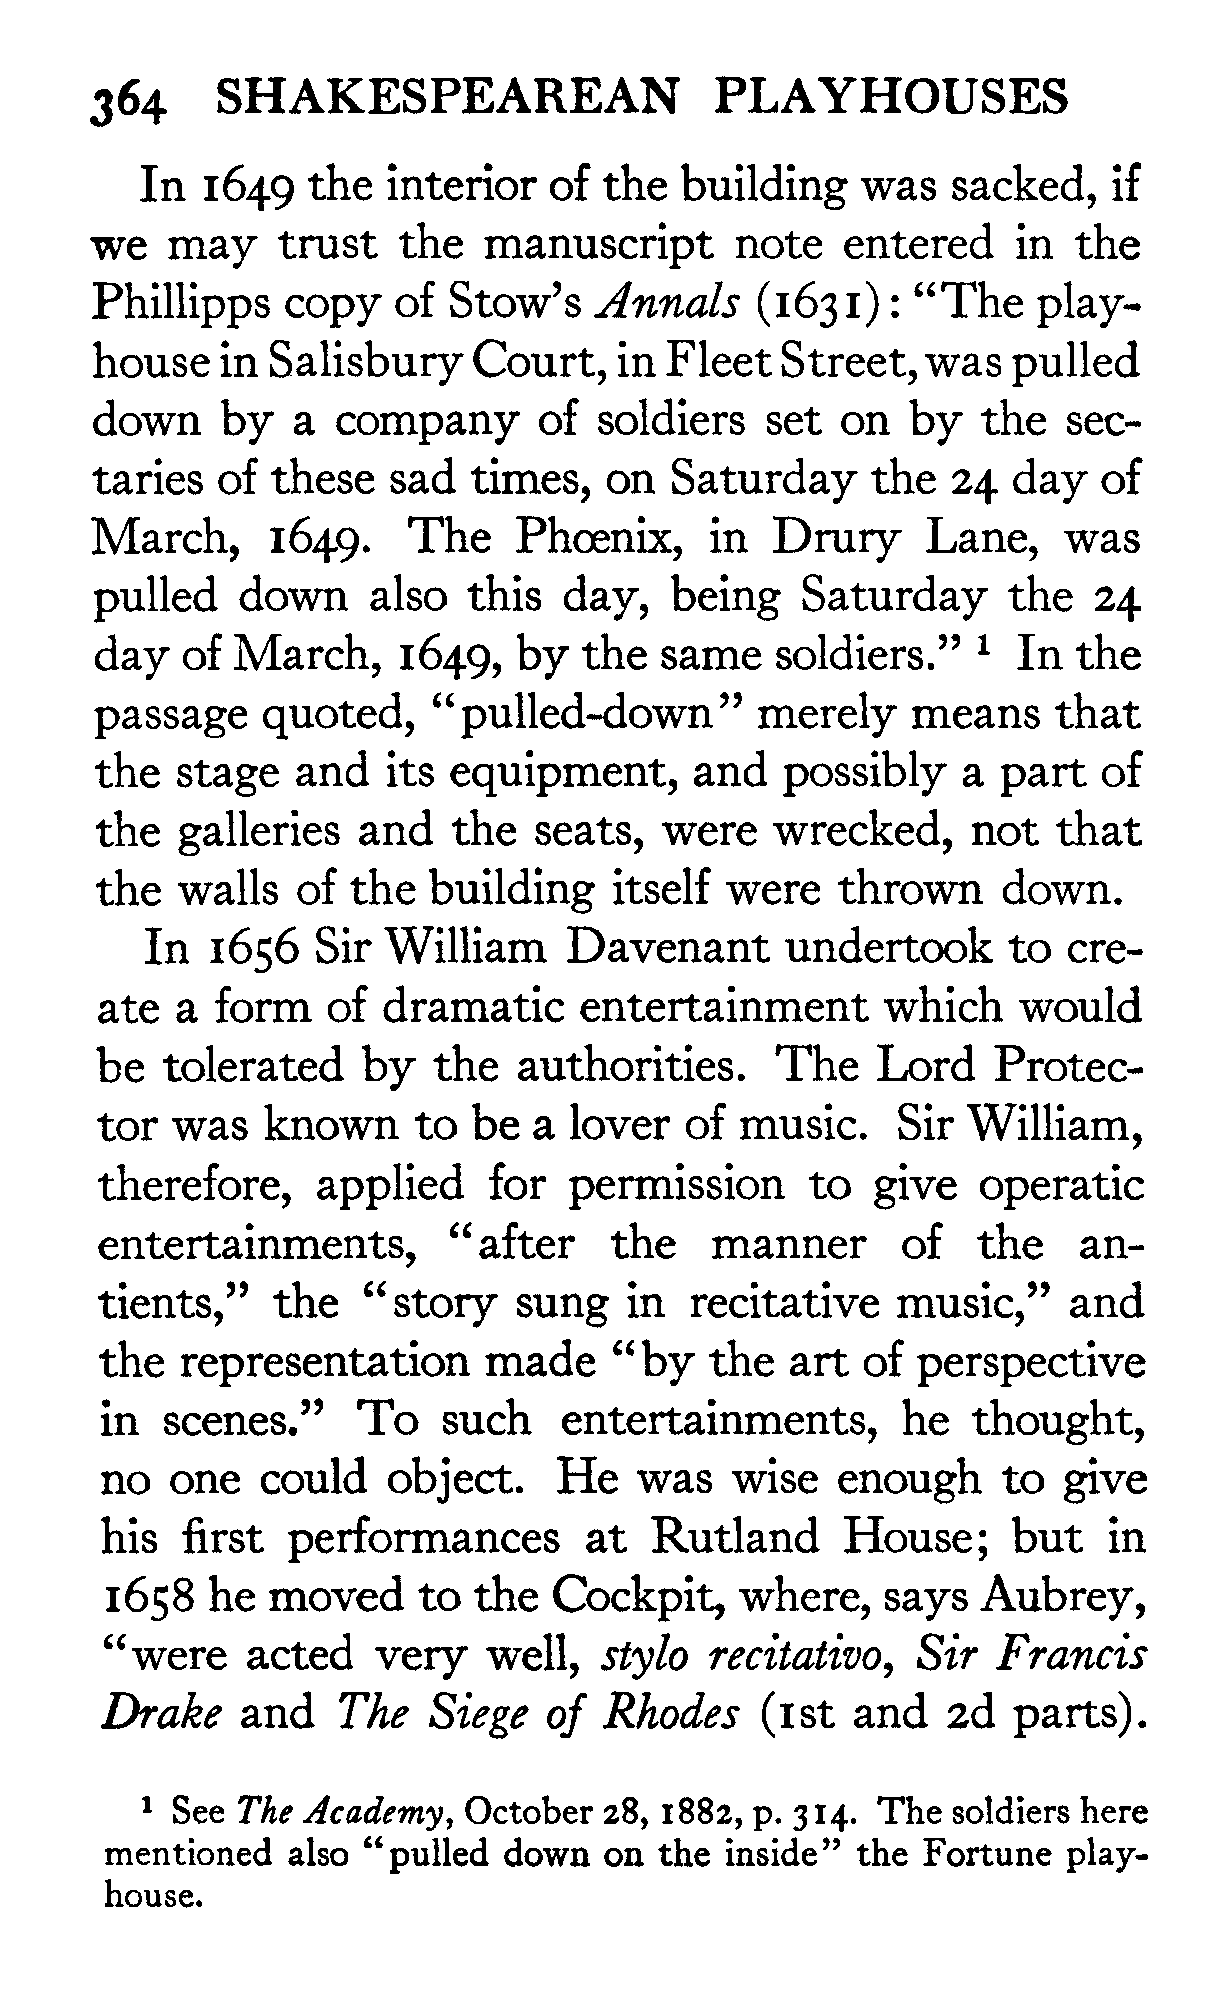 364 SHAKESPEAREAN PLAYHOUSES
In 1649 the interior of the building was sacked, if
we may trust the manuscript note entered in the
Phillipps copy of Stow's Annals (1631): "The play-
house in Salisbury Court, in Fleet Street, was pulled
down by a company of soldiers set on by the sec-
taries of these sad times, on Saturday the 24 day of
March, 1649. The Phœnix, in Drury Lane, was
pulled down also this day, being Saturday the 24
day of March, 1649, by the same soldiers." ¹ In the
passage quoted, "pulled-down" merely means that
the stage and its equipment, and possibly a part of
the galleries and the seats, were wrecked, not that
the walls of the building itself were thrown down.
In 1656 Sir William Davenant undertook to cre-
ate a form of dramatic entertainment which would
be tolerated by the authorities. The Lord Protec-
tor was known to be a lover of music. Sir William,
therefore, applied for permission to give operatic
entertainments, "after the manner of the an-
tients," the "story sung in recitative music," and
the representation made "by the art of perspective
in scenes." To such entertainments, he thought,
no one could object. He was wise enough to give
his first performances at Rutland House; but in
1658 he moved to the Cockpit, where, says Aubrey,
"were acted very well, stylo recitativo, Sir Francis
Drake and The Siege of Rhodes (1st and 2d parts).
¹ See The Academy, October 28, 1882, p. 314. The soldiers here
mentioned also "pulled down on the inside" the Fortune play-
house.